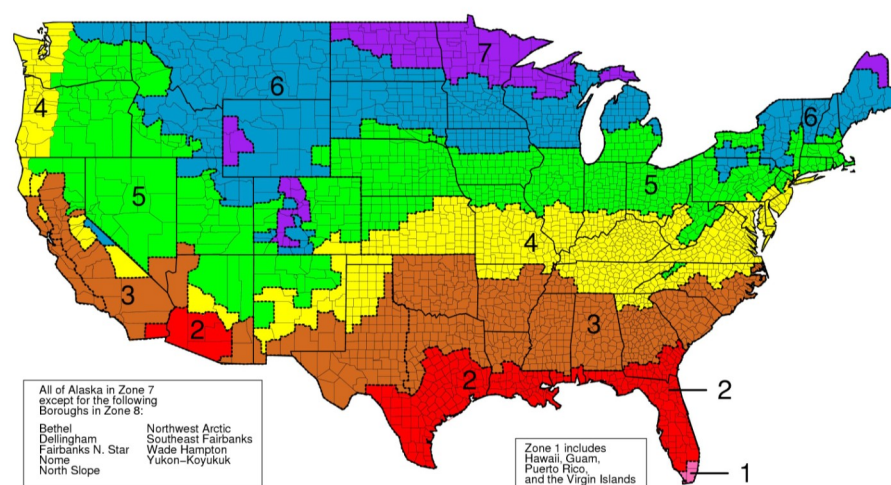 7
6
4
6
5
5
4
3
3
2
2
2
1
All of Alaska in Zone 7
except for the following
Boroughs in Zone 8:
Bethel Northwest Arctic
Dellingham Southeast Fairbanks
Fairbanks N. Star Wade Hampton
Nome Yukon-Koyukuk
North Slope
Zone 1 includes
Hawaii, Guam,
Puerto Rico,
and the Virgin Islands